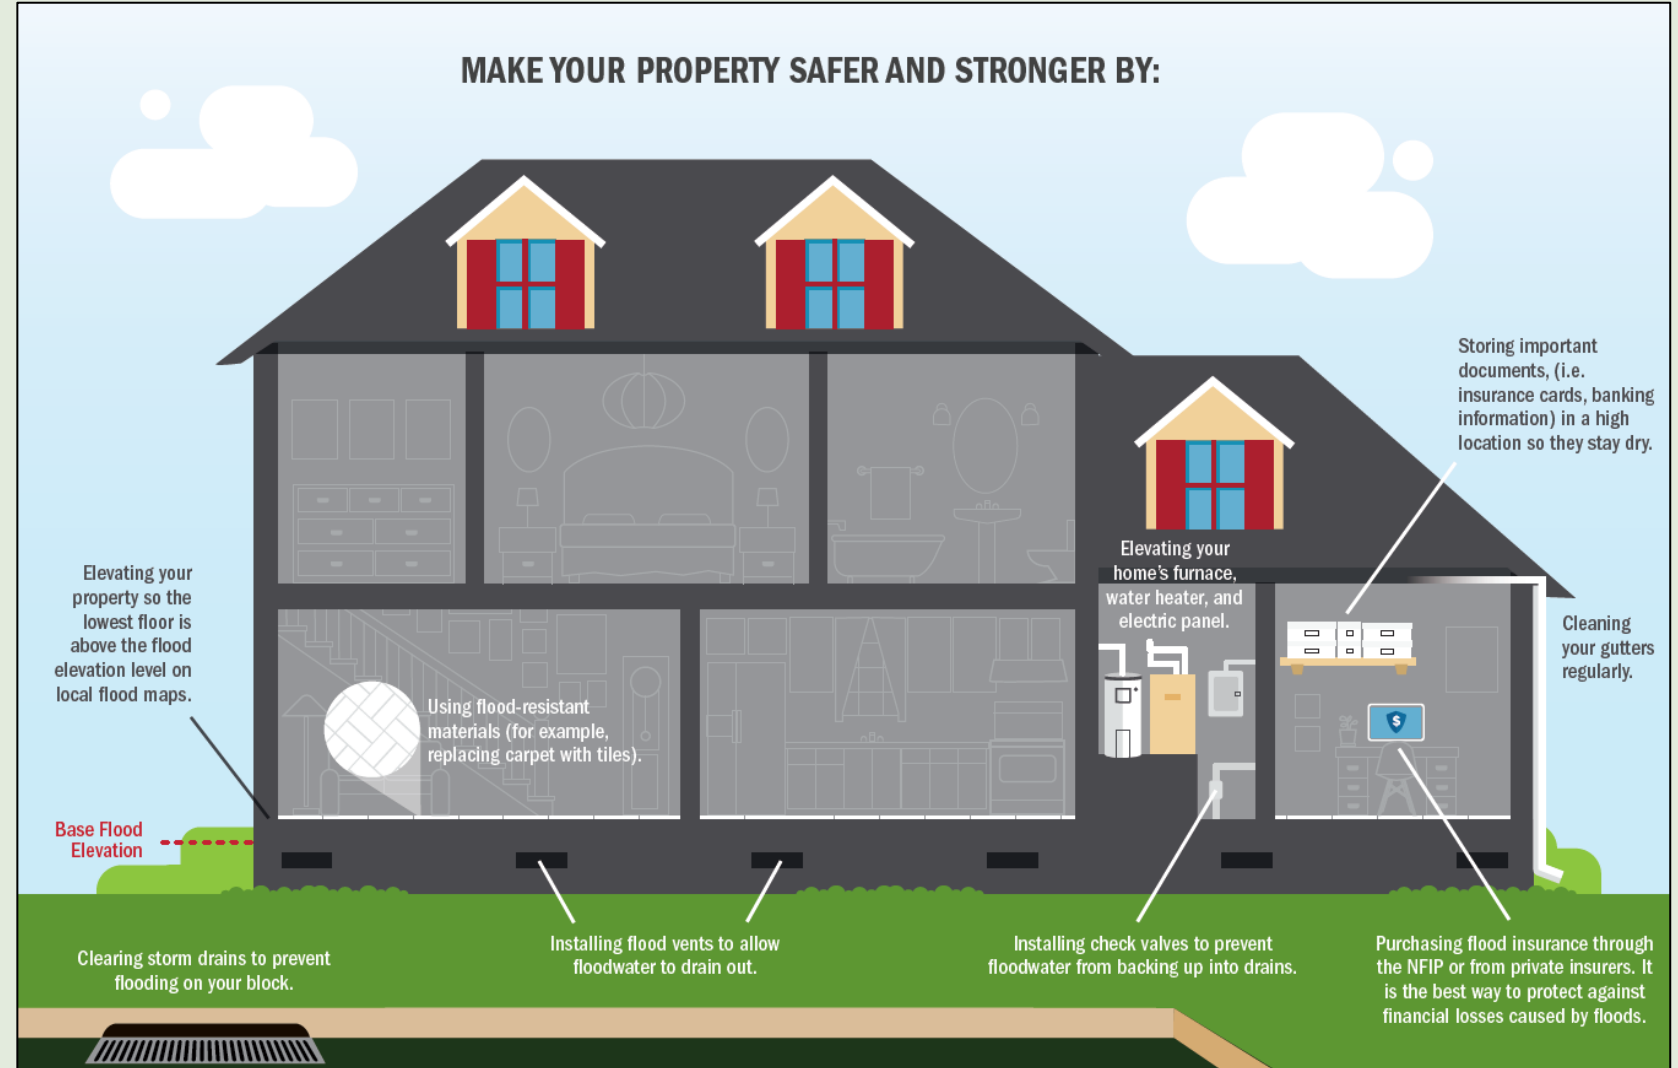 MAKE YOUR PROPERTY SAFER AND STRONGER BY:
Storing important
documents, (i.e.
insurance cards, banking
information) in a high
location so they stay dry.
Elevating your
home's furnace,
water heater, and
electric panel.
Elevating your
property so the
lowest floor is
above the flood
elevation level on
local flood maps.
Cleaning
your gutters
regularly.
Using flood-resistant
materials (for example,
replacing carpet with tiles).
$
Base Flood
Elevation
Clearing storm drains to prevent
flooding on your block.
Installing flood vents to allow
floodwater to drain out.
Installing check valves to prevent
floodwater from backing up into drains.
Purchasing flood insurance through
the NFIP or from private insurers. It
is the best way to protect against
financial losses caused by floods.